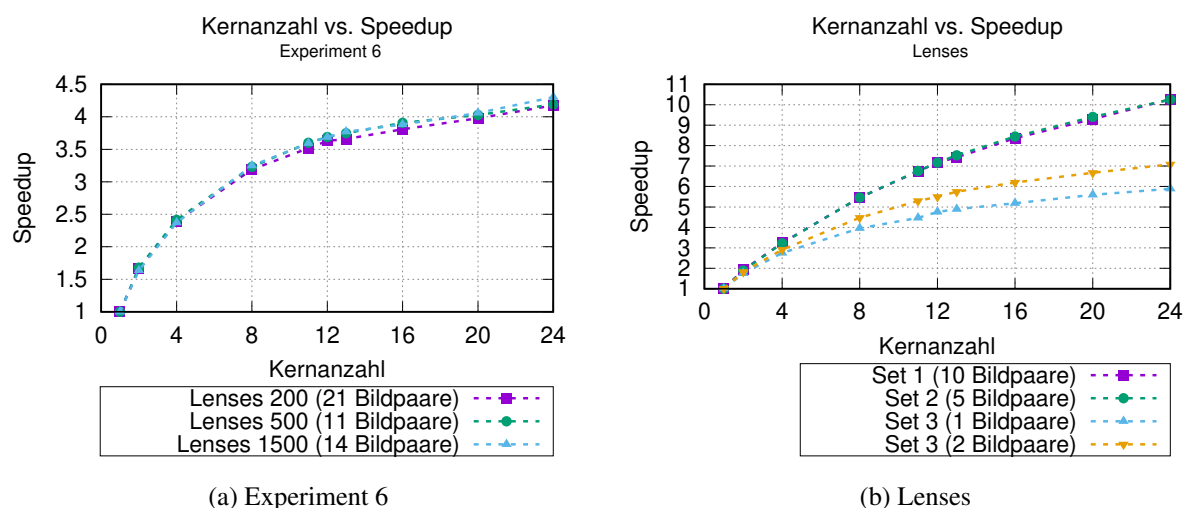 Kernanzahl vs. Speedup
Experiment 6
4.5
4
3.5
3
2.5
2
1.5
1
Speedup
0 4 8 12 16 20 24
Kernanzahl
Lenses 200 (21 Bildpaare)
Lenses 500 (11 Bildpaare)
Lenses 1500 (14 Bildpaare)
(a) Experiment 6
Kernanzahl vs. Speedup
Lenses
11
10
9
8
7
6
5
4
3
2
1
Speedup
0 4 8 12 16 20 24
Kernanzahl
Set 1 (10 Bildpaare)
Set 2 (5 Bildpaare)
Set 3 (1 Bildpaare)
Set 3 (2 Bildpaare)
(b) Lenses